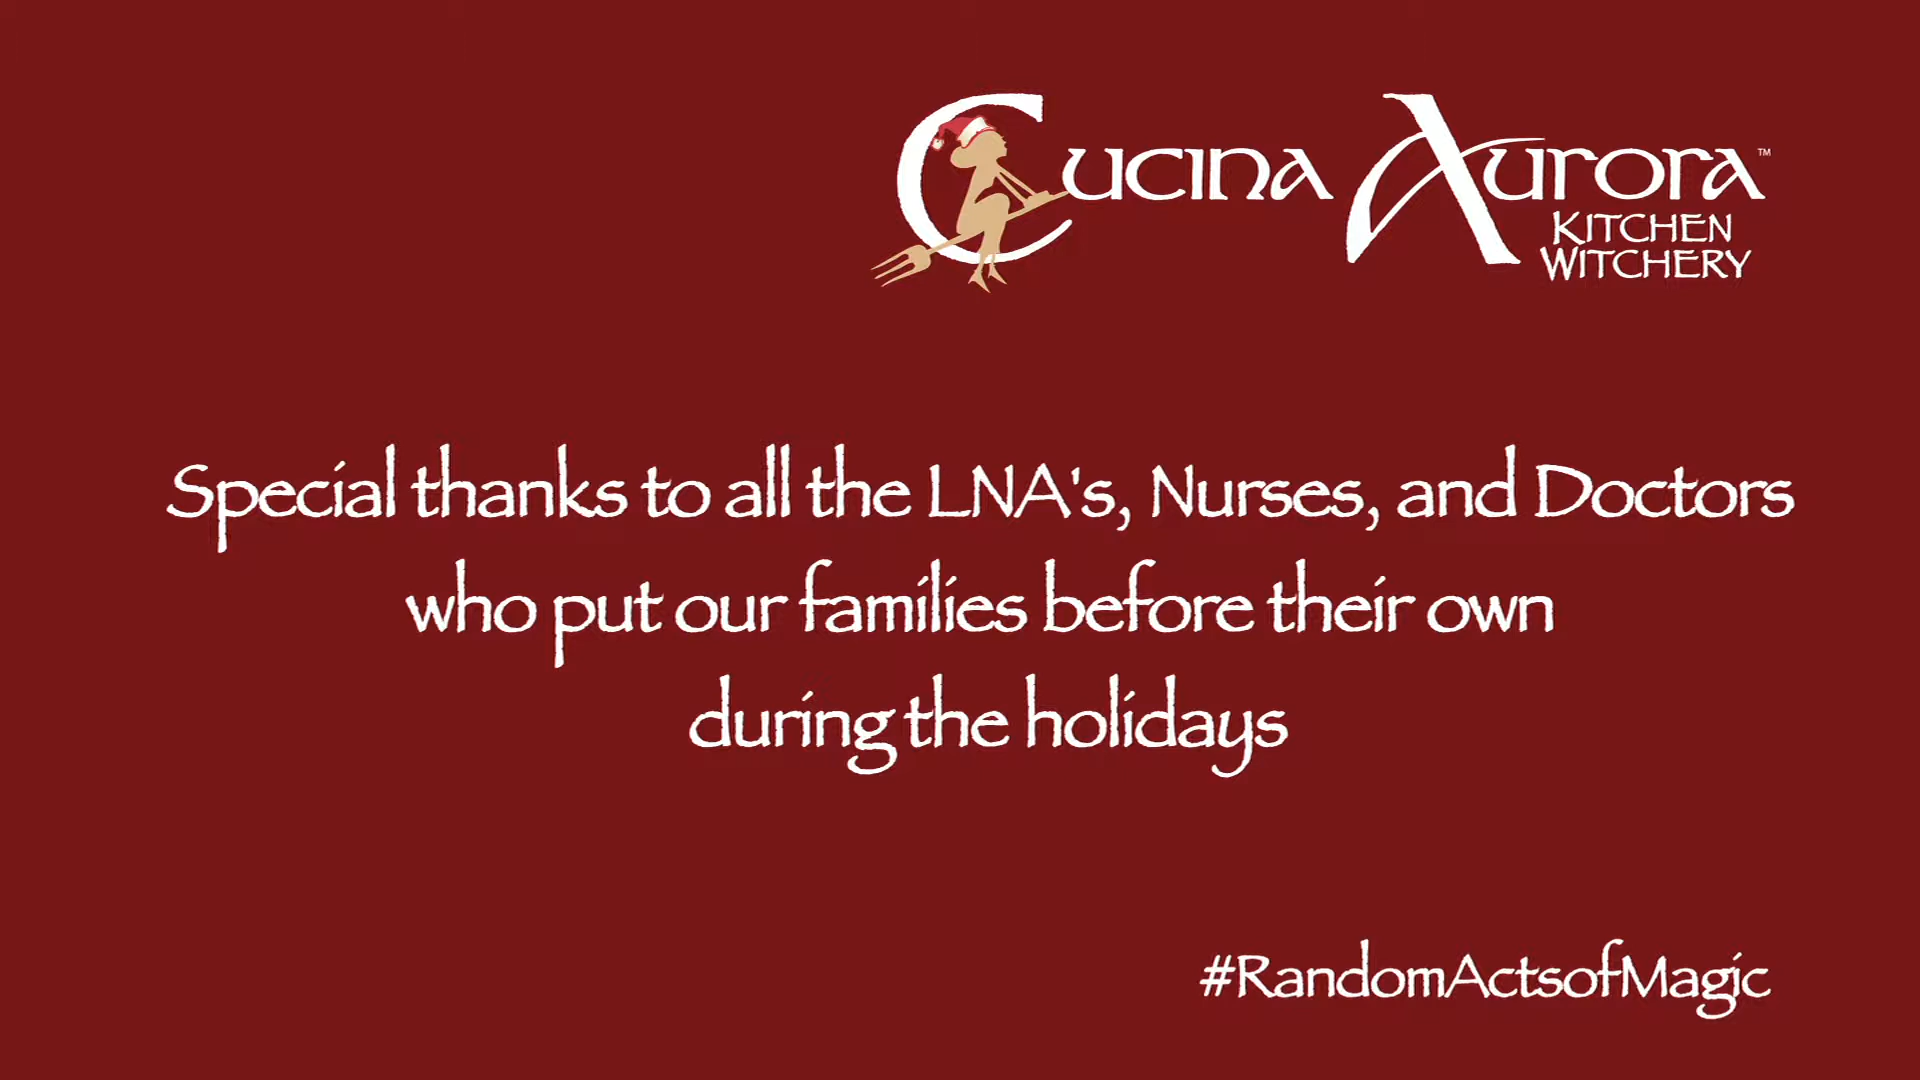 Cucina Aurora™
Kitchen
Witchery
Special thanks to all the LNA's, Nurses, and Doctors
who put our families before their own
during the holidays
#RandomActsofMagic